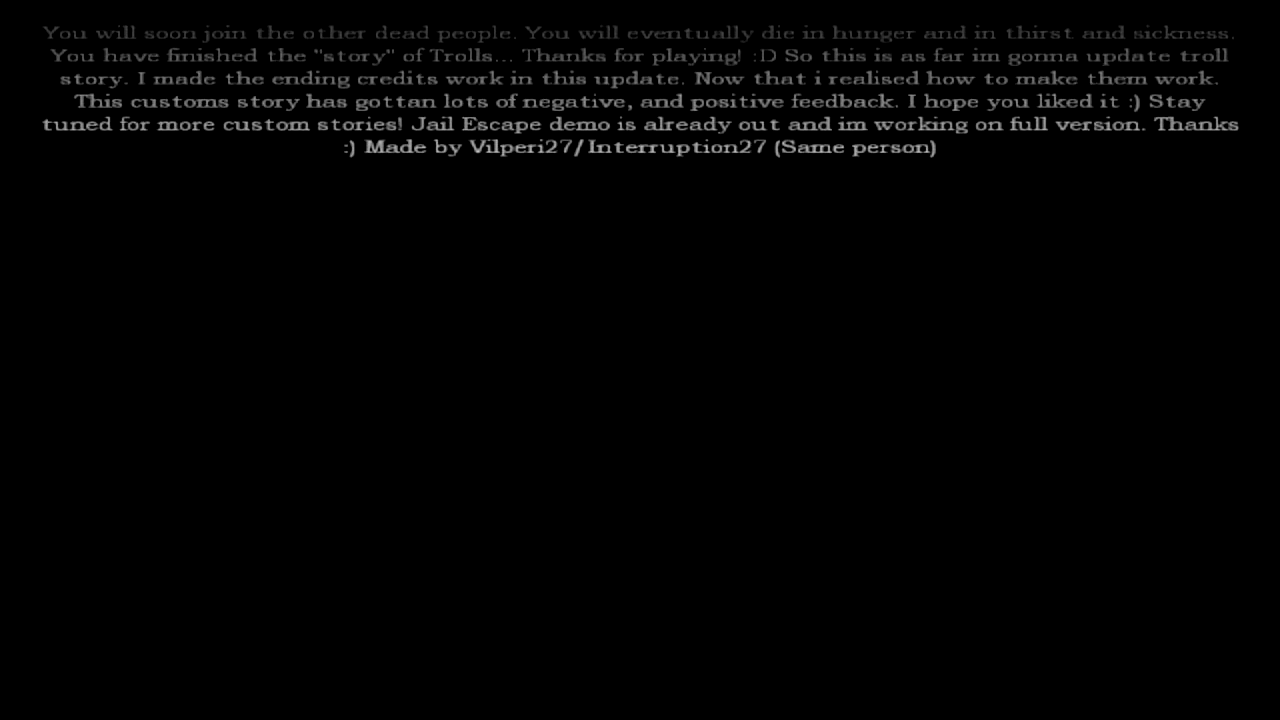 You will soon join the other dead people. You will eventually die in hunger and in thirst and sickness.
You have finished the "story" of Trolls... Thanks for playing! :D So this is as far im gonna update troll
story. I made the ending credits work in this update. Now that i realised how to make them work.
This customs story has gottan lots of negative, and positive feedback. I hope you liked it :) Stay
tuned for more custom stories! Jail Escape demo is already out and im working on full version. Thanks
:) Made by Vilperi27/Interruption27 (Same person)